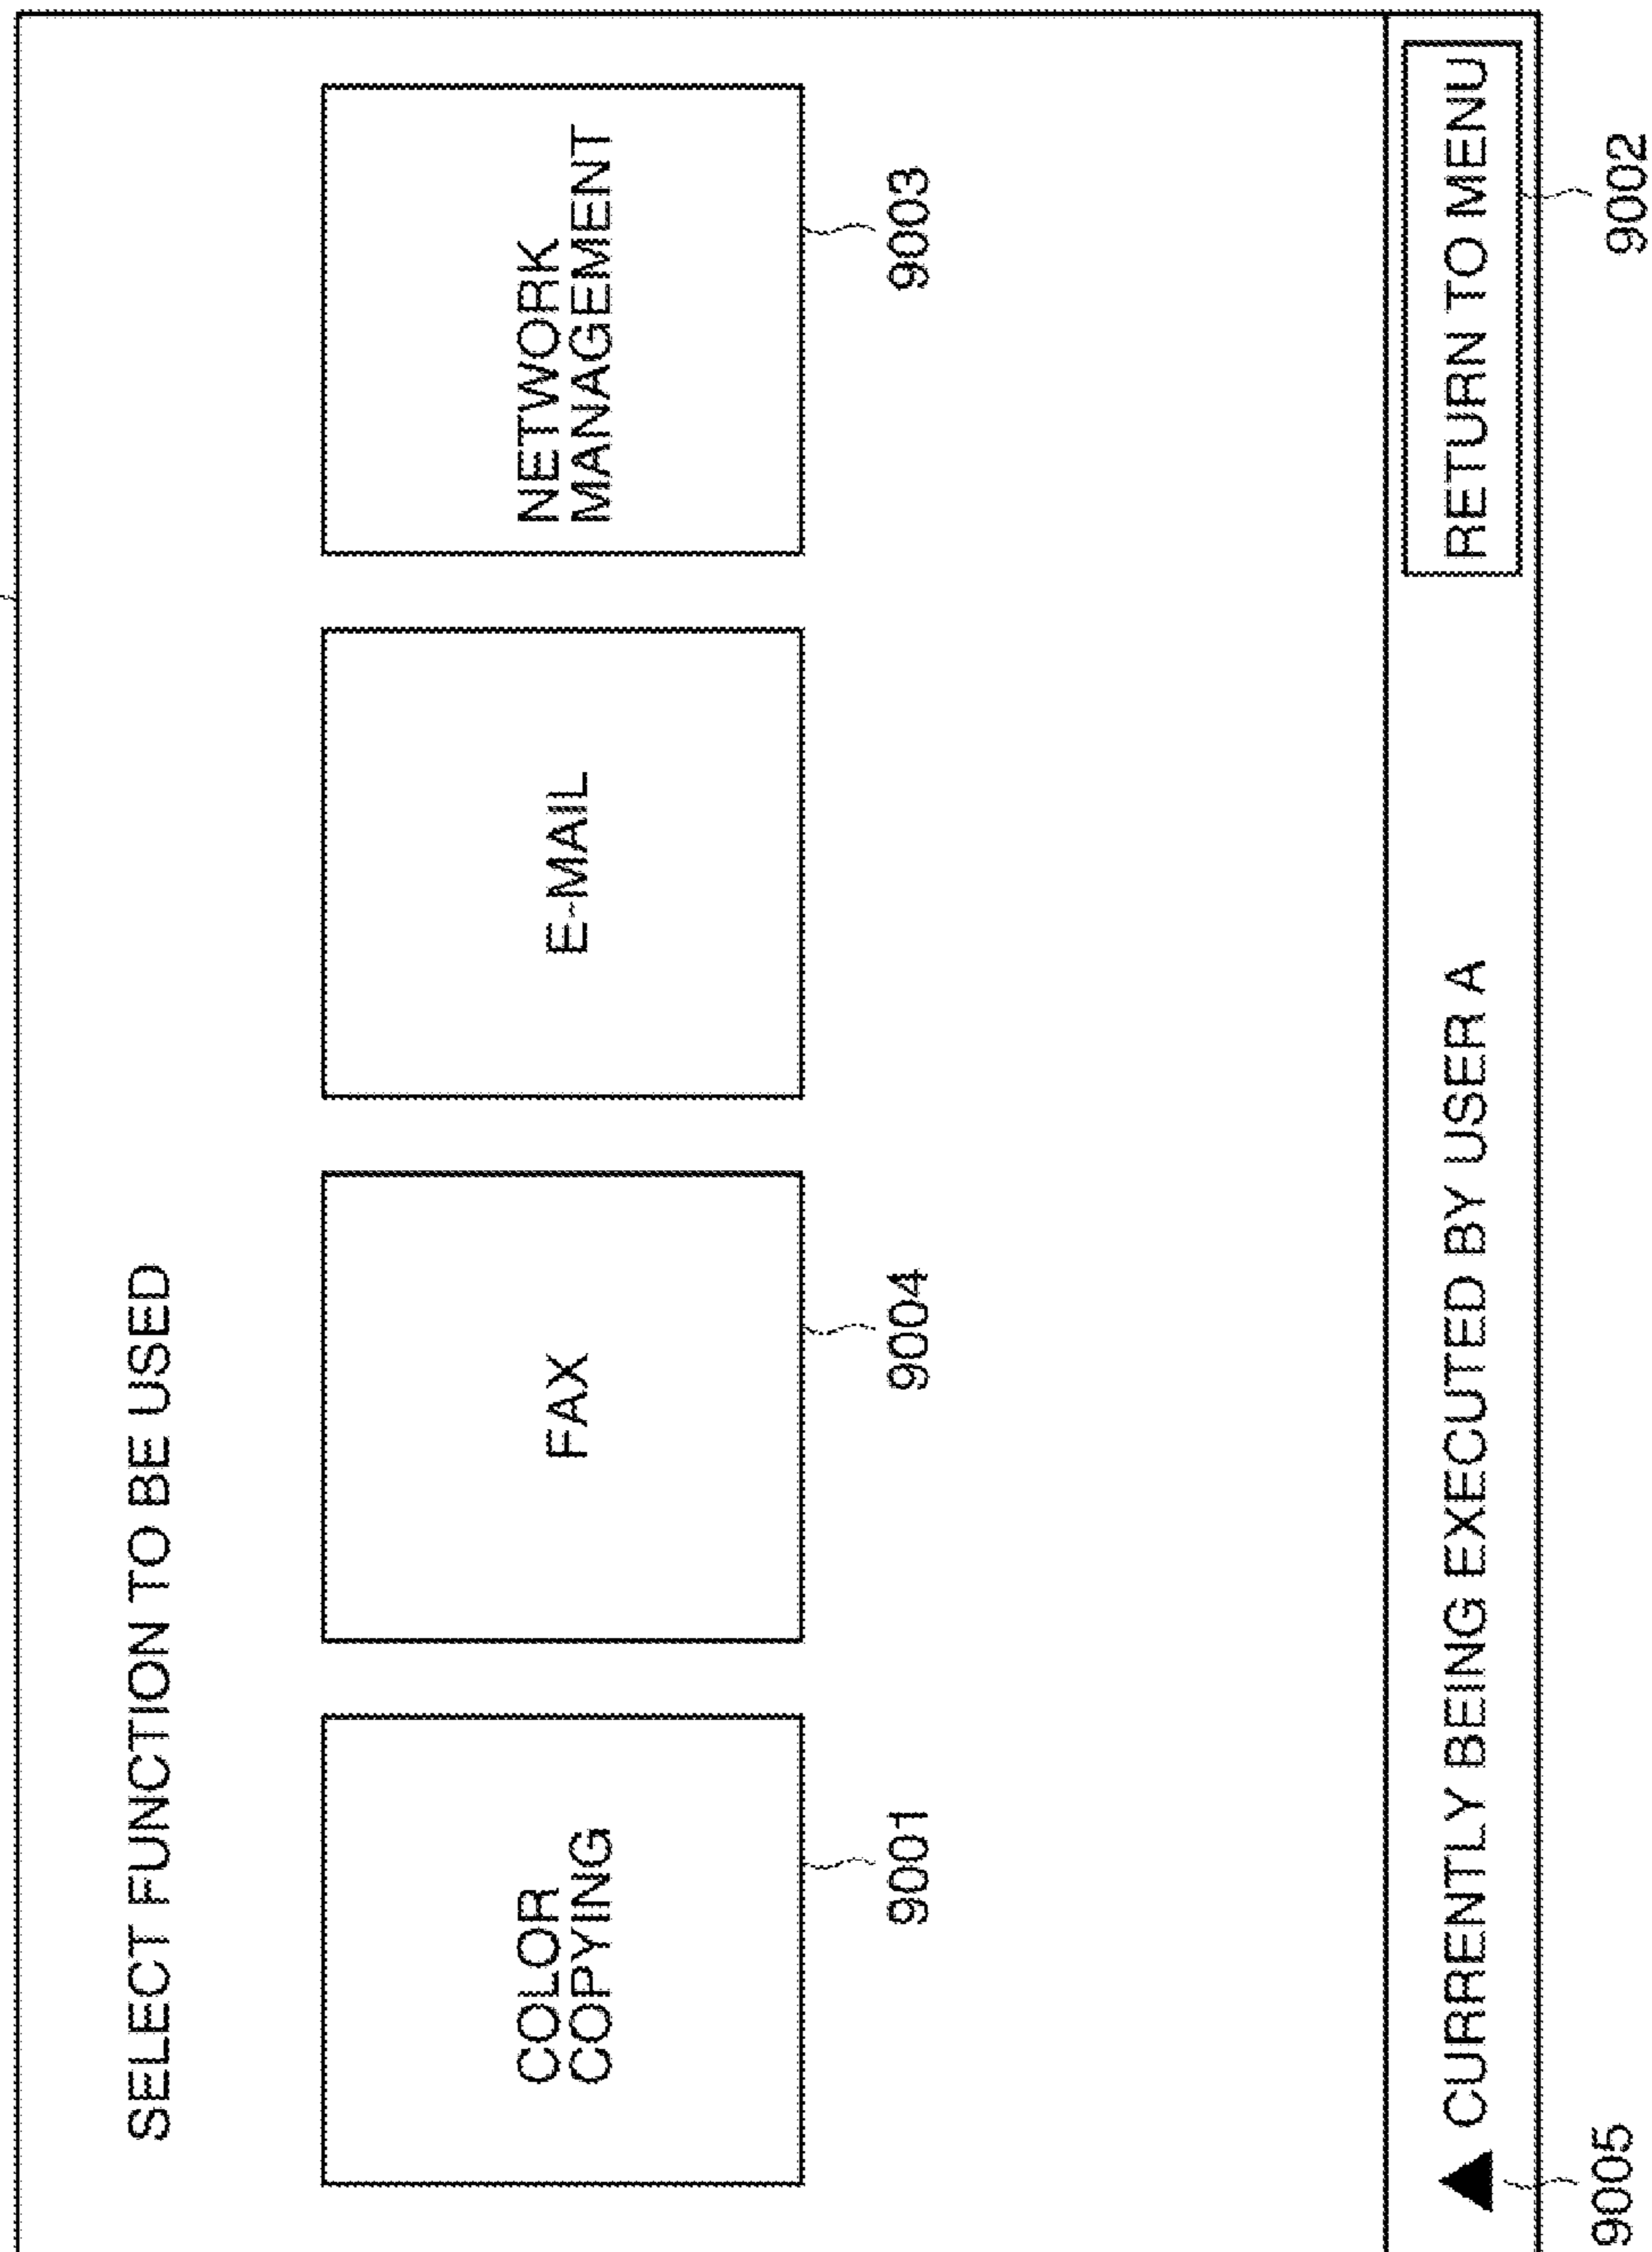 SELECT FUNCTION TO BE USED
COLOR
COPYING
FAX
E-MAIL
NETWORK
MANAGEMENT
9001
9004
9003
CURRENTLY BEING EXECUTED BY USER A
RETURN TO MENU
9005
9002